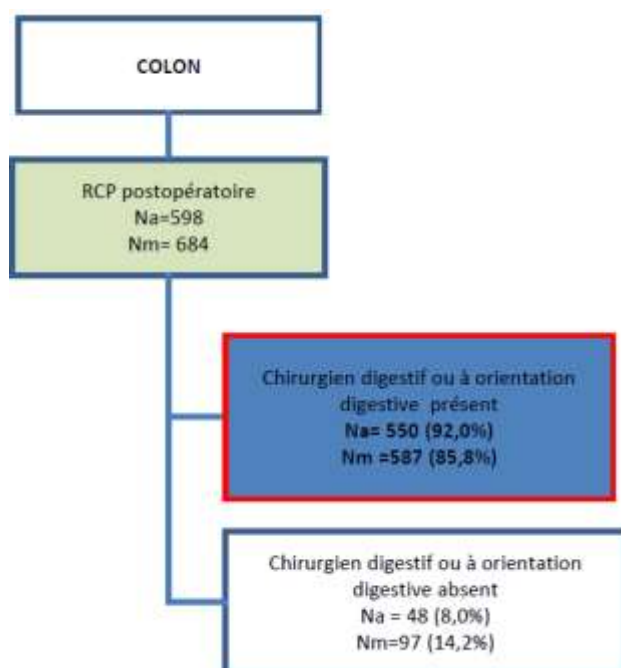 COLON
RCP postopératoire
Na=598
Nm= 684
Chirurgien digestif ou à orientation
digestive  présent
Na= 550 (92,0%)
Nm =587 (85,8%)
Chirurgien digestif ou à orientation
digestive absent
Na = 48 (8,0%)
Nm=97 (14,2%)